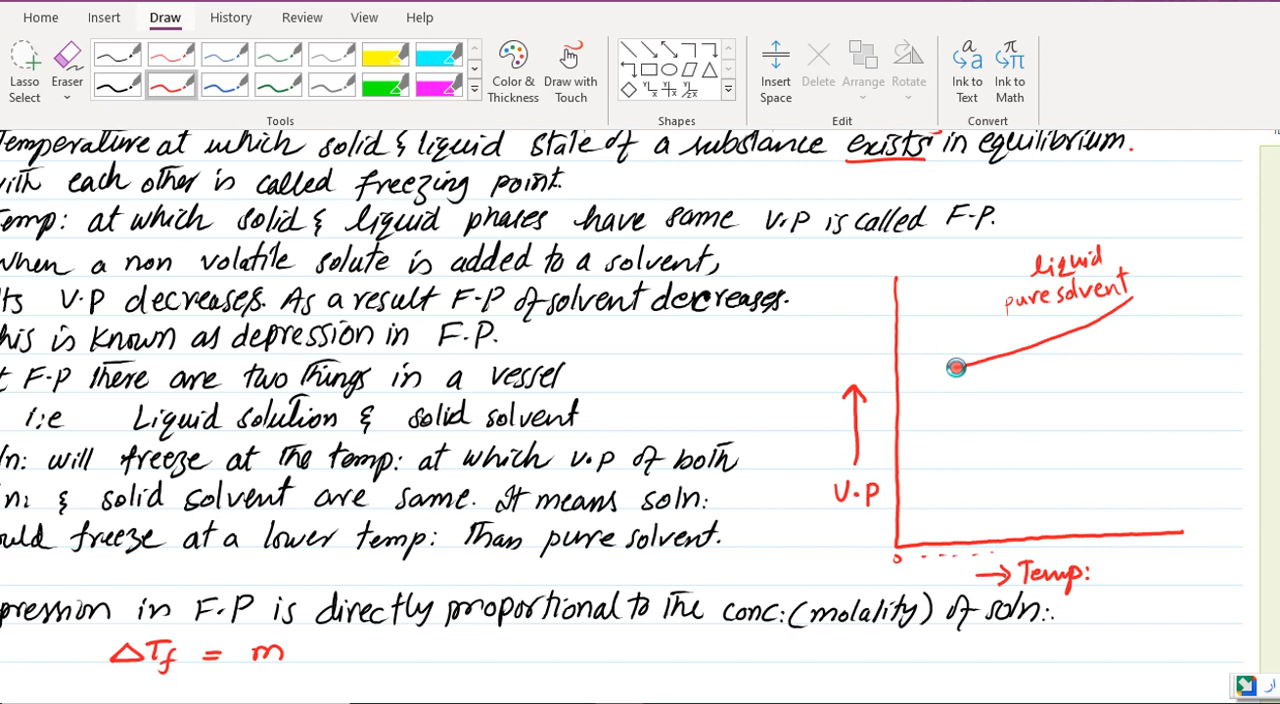 Home Insert Draw History Review View Help
Lasso Select
Eraser
Color & Thickness
Draw with Touch
Insert Space
Delete
Arrange
Rotate
Ink to Text
Ink to Math
Tools
Shapes
Edit
Convert
Temperature at which solid & liquid state of a substance exists in equilibrium.
with each other is called freezing point.
Temp: at which solid & liquid phases have same V.P is called F.P.
when a non volatile solute is added to a solvent,
its V.P decreases. As a result F.P of solvent decreases.
This is known as depression in F.P.
t F.P There are two things in a vessel
i:e Liquid solution & solid solvent
ln: will freeze at the temp: at which v.p of both
ln: & solid solvent are same. It means soln:
ould freeze at a lower temp: Than pure solvent.
pression in F.P is directly proportional to the conc:(molality) of soln:.
ΔTf = m
liquid
pure solvent
V.P
0
→ Temp: